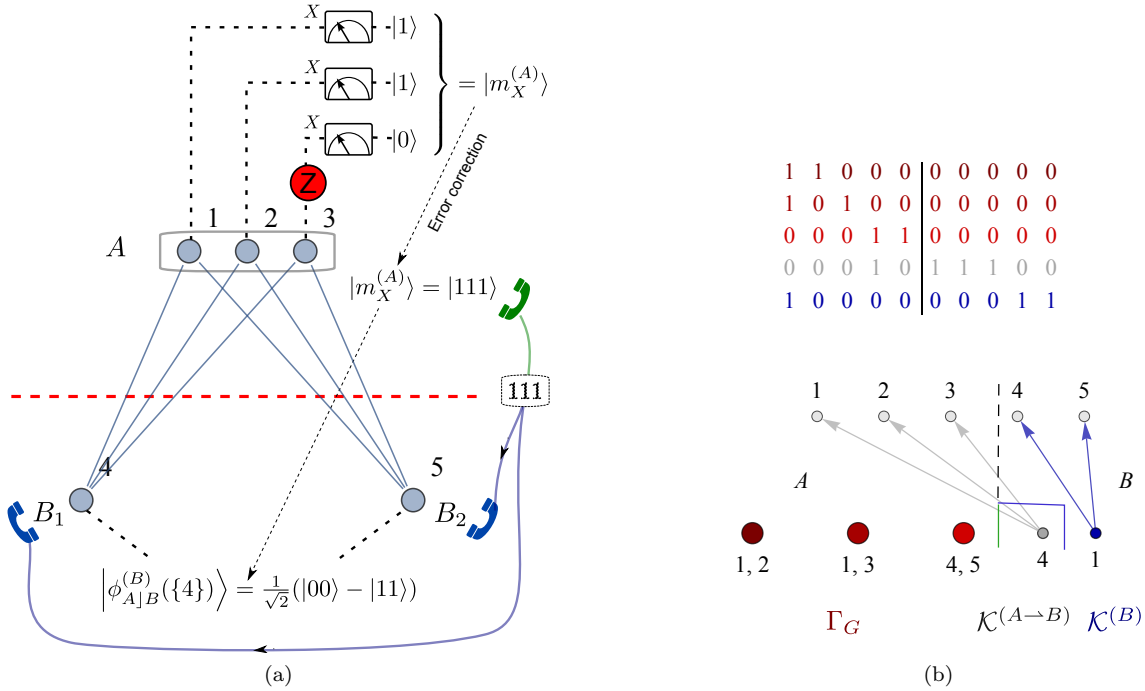 X |1⟩
X |1⟩ = |m_X^{(A)}⟩
X |0⟩
Z
Error correction
1 2 3
A
|m_X^{(A)}⟩ = |111⟩
111
4 5
B_1 B_2
|ϕ_{A⌋B}^{(B)}({4})⟩ = \frac{1}{\sqrt{2}}(|00⟩ − |11⟩)
(a)
1 1 0 0 0 0 0 0 0 0
1 0 1 0 0 0 0 0 0 0
0 0 0 1 1 0 0 0 0 0
0 0 0 1 0 1 1 1 0 0
1 0 0 0 0 0 0 0 1 1
1 2 3 4 5
A B
1, 2 1, 3 4, 5 4 1
Γ_G 𝒦^{(A⇀B)} 𝒦^{(B)}
(b)